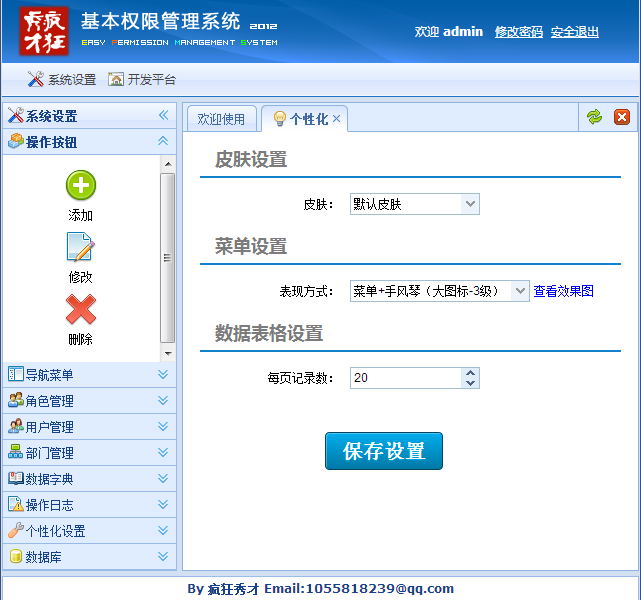 疯狂秀才
基本权限管理系统 2012
EASY PERMISSION MANAGEMENT SYSTEM
欢迎 admin 修改密码 安全退出
系统设置 开发平台
系统设置
操作按钮
添加
修改
删除
导航菜单
角色管理
用户管理
部门管理
数据字典
操作日志
个性化设置
数据库
欢迎使用 个性化
皮肤设置
皮肤： 默认皮肤
菜单设置
表现方式： 菜单+手风琴（大图标-3级） 查看效果图
数据表格设置
每页记录数： 20
保存设置
By 疯狂秀才 Email:1055818239@qq.com